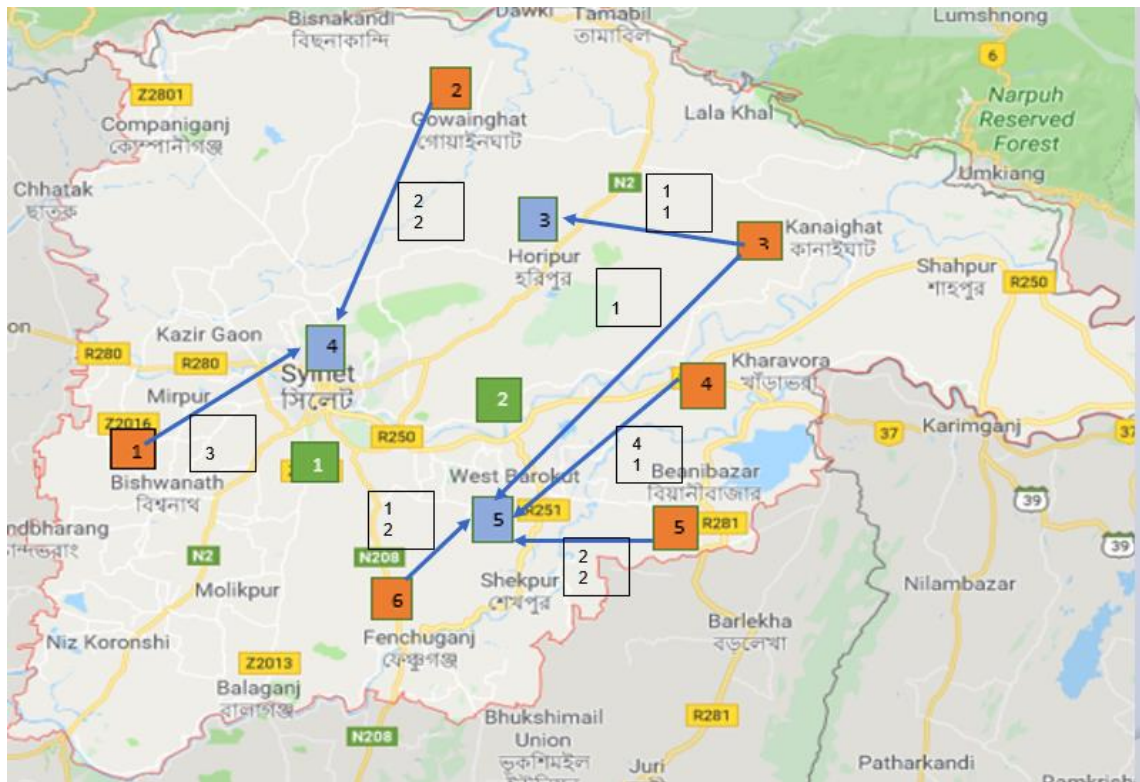 Bisnakandi
বিছনাকান্দি
Dawki
Tamabil
তামাবিল
Lumshnong
6
Z2801
2
Companiganj
কোম্পানীগঞ্জ
Gowainghat
গোয়াইনঘাট
Lala Khal
Narpuh
Reserved
Forest
Umkiang
Chhatak
ছাতক
N2
2
2
1
1
3
3
Kanaighat
কানাইঘাট
Horipur
হরিপুর
Shahpur
শাহপুর
R250
1
on
Kazir Gaon
4
R280
R280
Sylhet
সিলেট
Kharavora
খাঁড়াভরা
4
Mirpur
2
Z2016
Karimganj
37
37
1
3
R250
4
1
1
Bishwanath
বিশ্বনাথ
West Barokut
Beanibazar
বিয়ানীবাজার
39
1
2
5
R251
5
R281
39
N2
N208
2
2
Molikpur
Shekpur
শেখপুর
Nilambazar
6
Niz Koronshi
Fenchuganj
ফেঞ্চুগঞ্জ
Barlekha
বড়লেখা
Z2013
Balaganj
বালাগঞ্জ
R281
N208
Bhukshimail
Union
ভূকশিমইল
Juri
Patharkandi